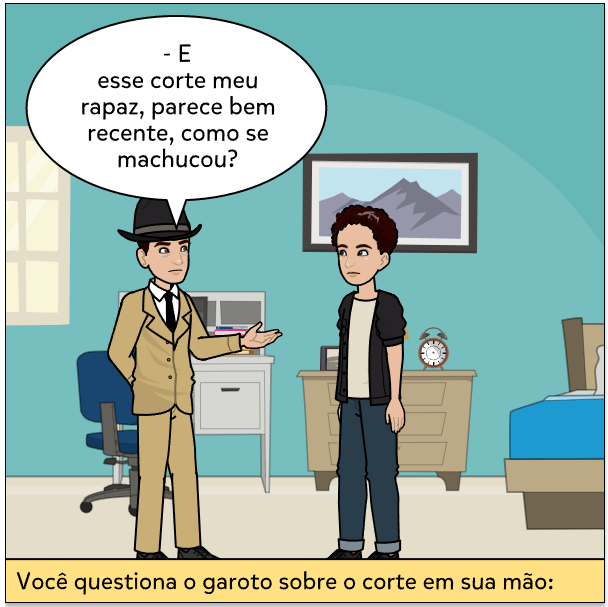 - E
esse corte meu
rapaz, parece bem
recente, como se
machucou?
Você questiona o garoto sobre o corte em sua mão: